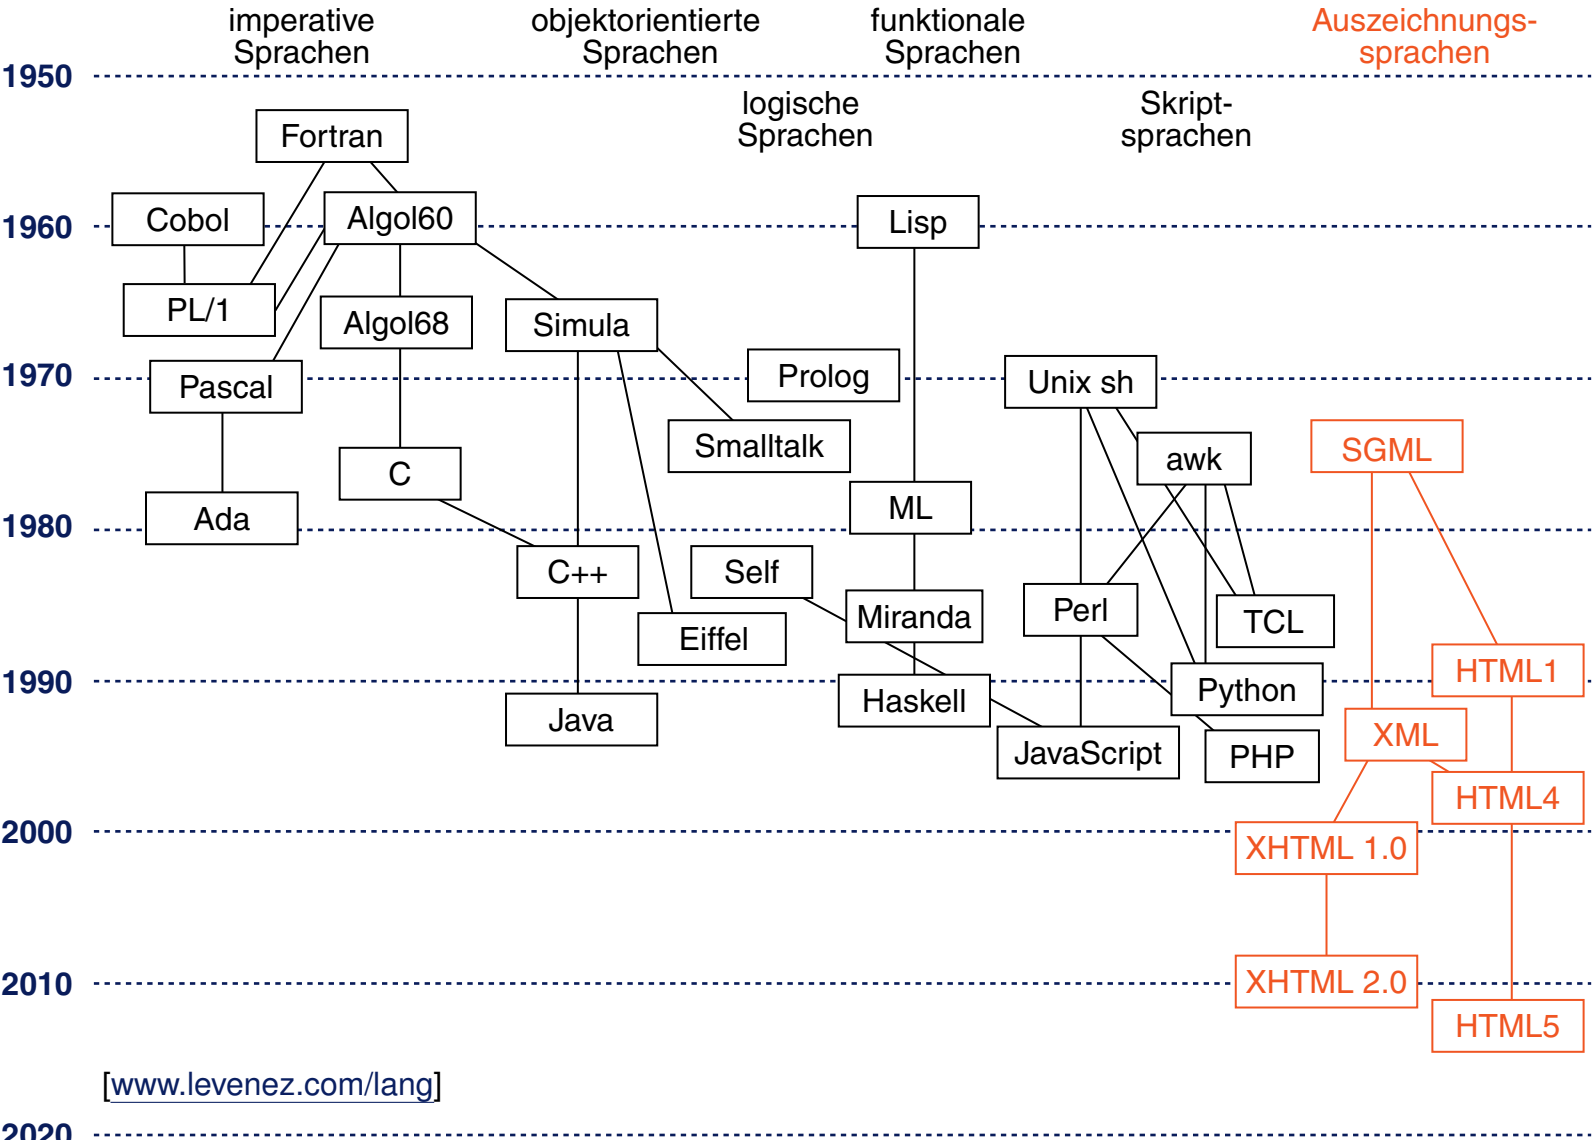 imperative
Sprachen
objektorientierte
Sprachen
funktionale
Sprachen
Auszeichnungs-
sprachen
1950
logische
Sprachen
Skript-
sprachen
Fortran
Cobol
Algol60
Lisp
1960
PL/1
Algol68
Simula
1970
Pascal
Prolog
Unix sh
Smalltalk
awk
SGML
C
Ada
ML
1980
C++
Self
Miranda
Perl
TCL
Eiffel
HTML1
1990
Haskell
Python
Java
JavaScript
PHP
XML
HTML4
2000
XHTML 1.0
2010
XHTML 2.0
HTML5
[www.levenez.com/lang]
2020